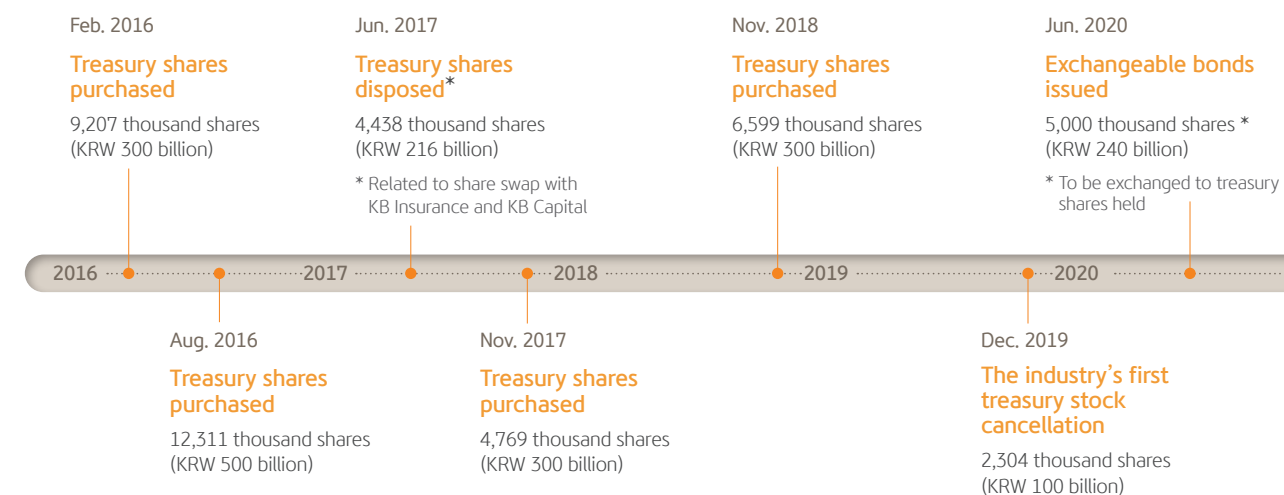 Feb. 2016
Treasury shares
purchased
9,207 thousand shares
(KRW 300 billion)
Jun. 2017
Treasury shares
disposed*
4,438 thousand shares
(KRW 216 billion)
* Related to share swap with
KB Insurance and KB Capital
Nov. 2018
Treasury shares
purchased
6,599 thousand shares
(KRW 300 billion)
Jun. 2020
Exchangeable bonds
issued
5,000 thousand shares *
(KRW 240 billion)
* To be exchanged to treasury
shares held
2016 2017 2018 2019 2020
Aug. 2016
Treasury shares
purchased
12,311 thousand shares
(KRW 500 billion)
Nov. 2017
Treasury shares
purchased
4,769 thousand shares
(KRW 300 billion)
Dec. 2019
The industry's first
treasury stock
cancellation
2,304 thousand shares
(KRW 100 billion)